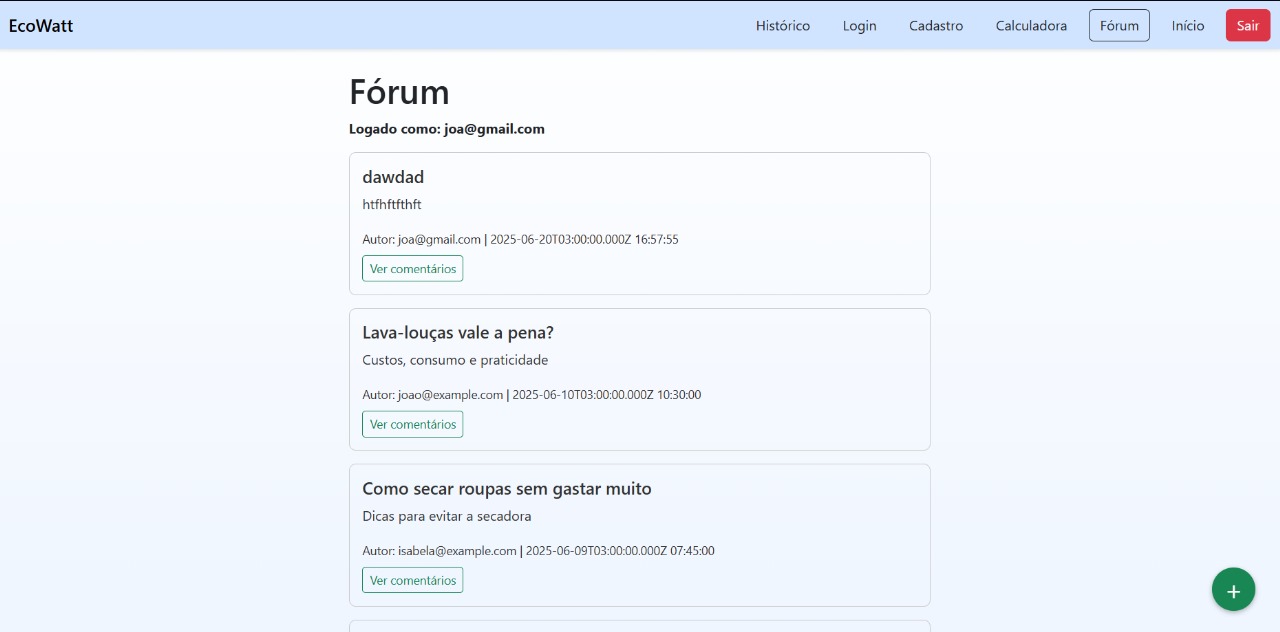 EcoWatt
Histórico Login Cadastro Calculadora Fórum Início Sair
Fórum
Logado como: joa@gmail.com
dawdad
htfhftfthft
Autor: joa@gmail.com | 2025-06-20T03:00:00.000Z 16:57:55
Ver comentários
Lava-louças vale a pena?
Custos, consumo e praticidade
Autor: joao@example.com | 2025-06-10T03:00:00.000Z 10:30:00
Ver comentários
Como secar roupas sem gastar muito
Dicas para evitar a secadora
Autor: isabela@example.com | 2025-06-09T03:00:00.000Z 07:45:00
Ver comentários
+